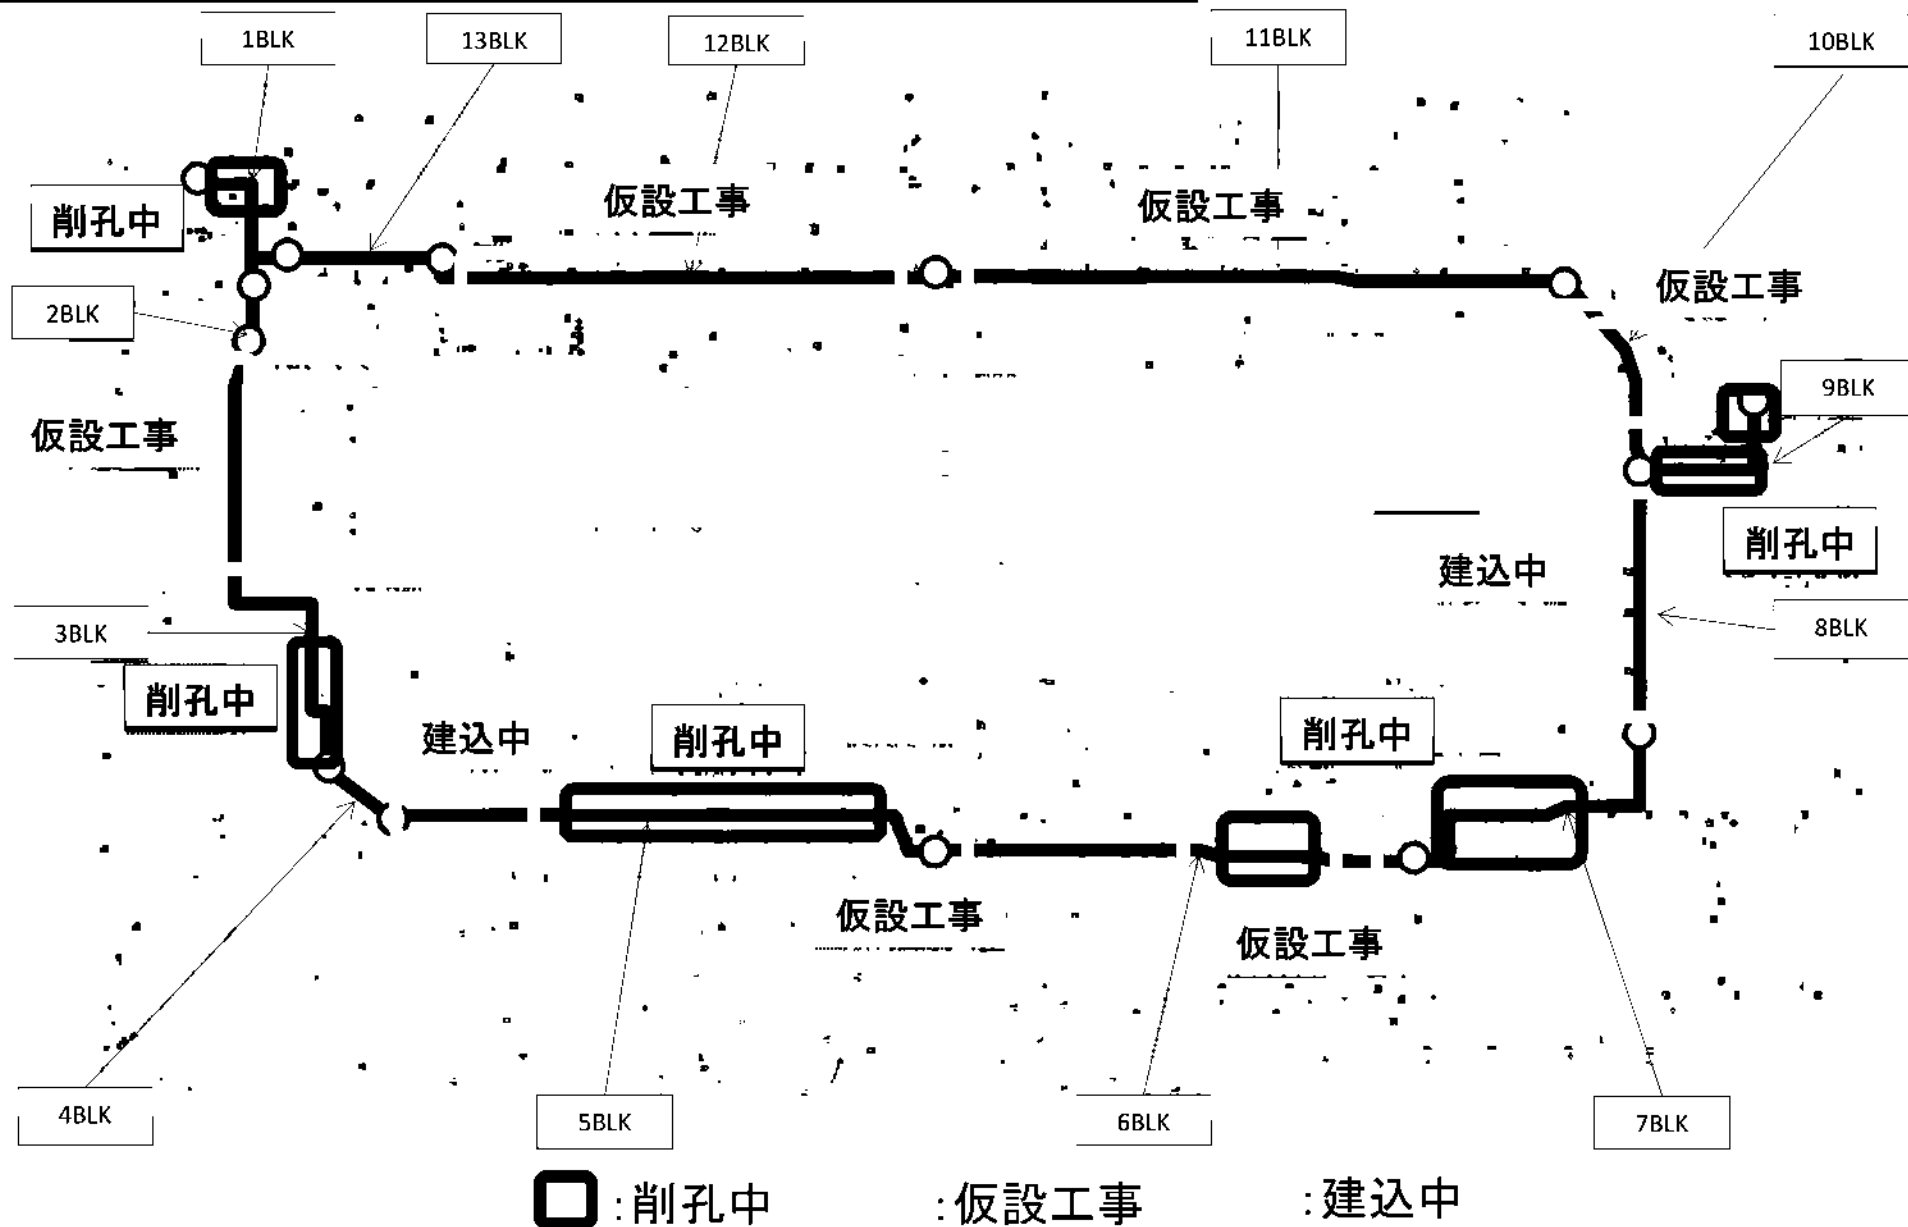 1BLK
13BLK
12BLK
11BLK
10BLK
削孔中
仮設工事
仮設工事
仮設工事
2BLK
9BLK
仮設工事
削孔中
建込中
3BLK
8BLK
削孔中
建込中
削孔中
削孔中
仮設工事
仮設工事
4BLK
5BLK
6BLK
7BLK
:削孔中 :仮設工事 :建込中